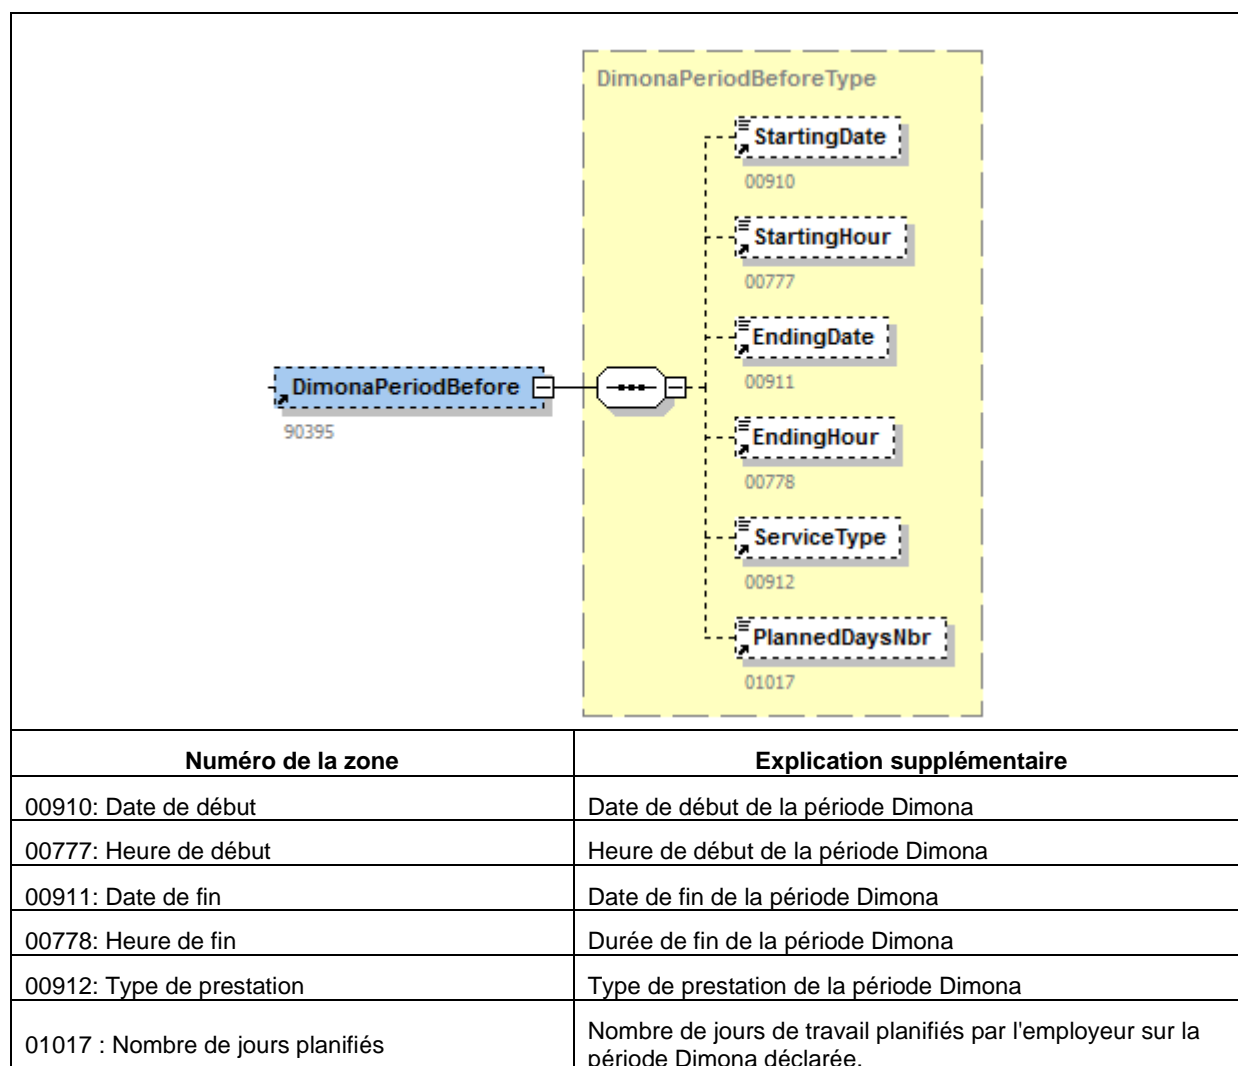 DimonaPeriodBeforeType
StartingDate
00910
StartingHour
00777
EndingDate
00911
DimonaPeriodBefore
90395
EndingHour
00778
ServiceType
00912
PlannedDaysNbr
01017
Numéro de la zone
Explication supplémentaire
00910: Date de début
Date de début de la période Dimona
00777: Heure de début
Heure de début de la période Dimona
00911: Date de fin
Date de fin de la période Dimona
00778: Heure de fin
Durée de fin de la période Dimona
00912: Type de prestation
Type de prestation de la période Dimona
01017 : Nombre de jours planifiés
Nombre de jours de travail planifiés par l'employeur sur la
période Dimona déclarée.